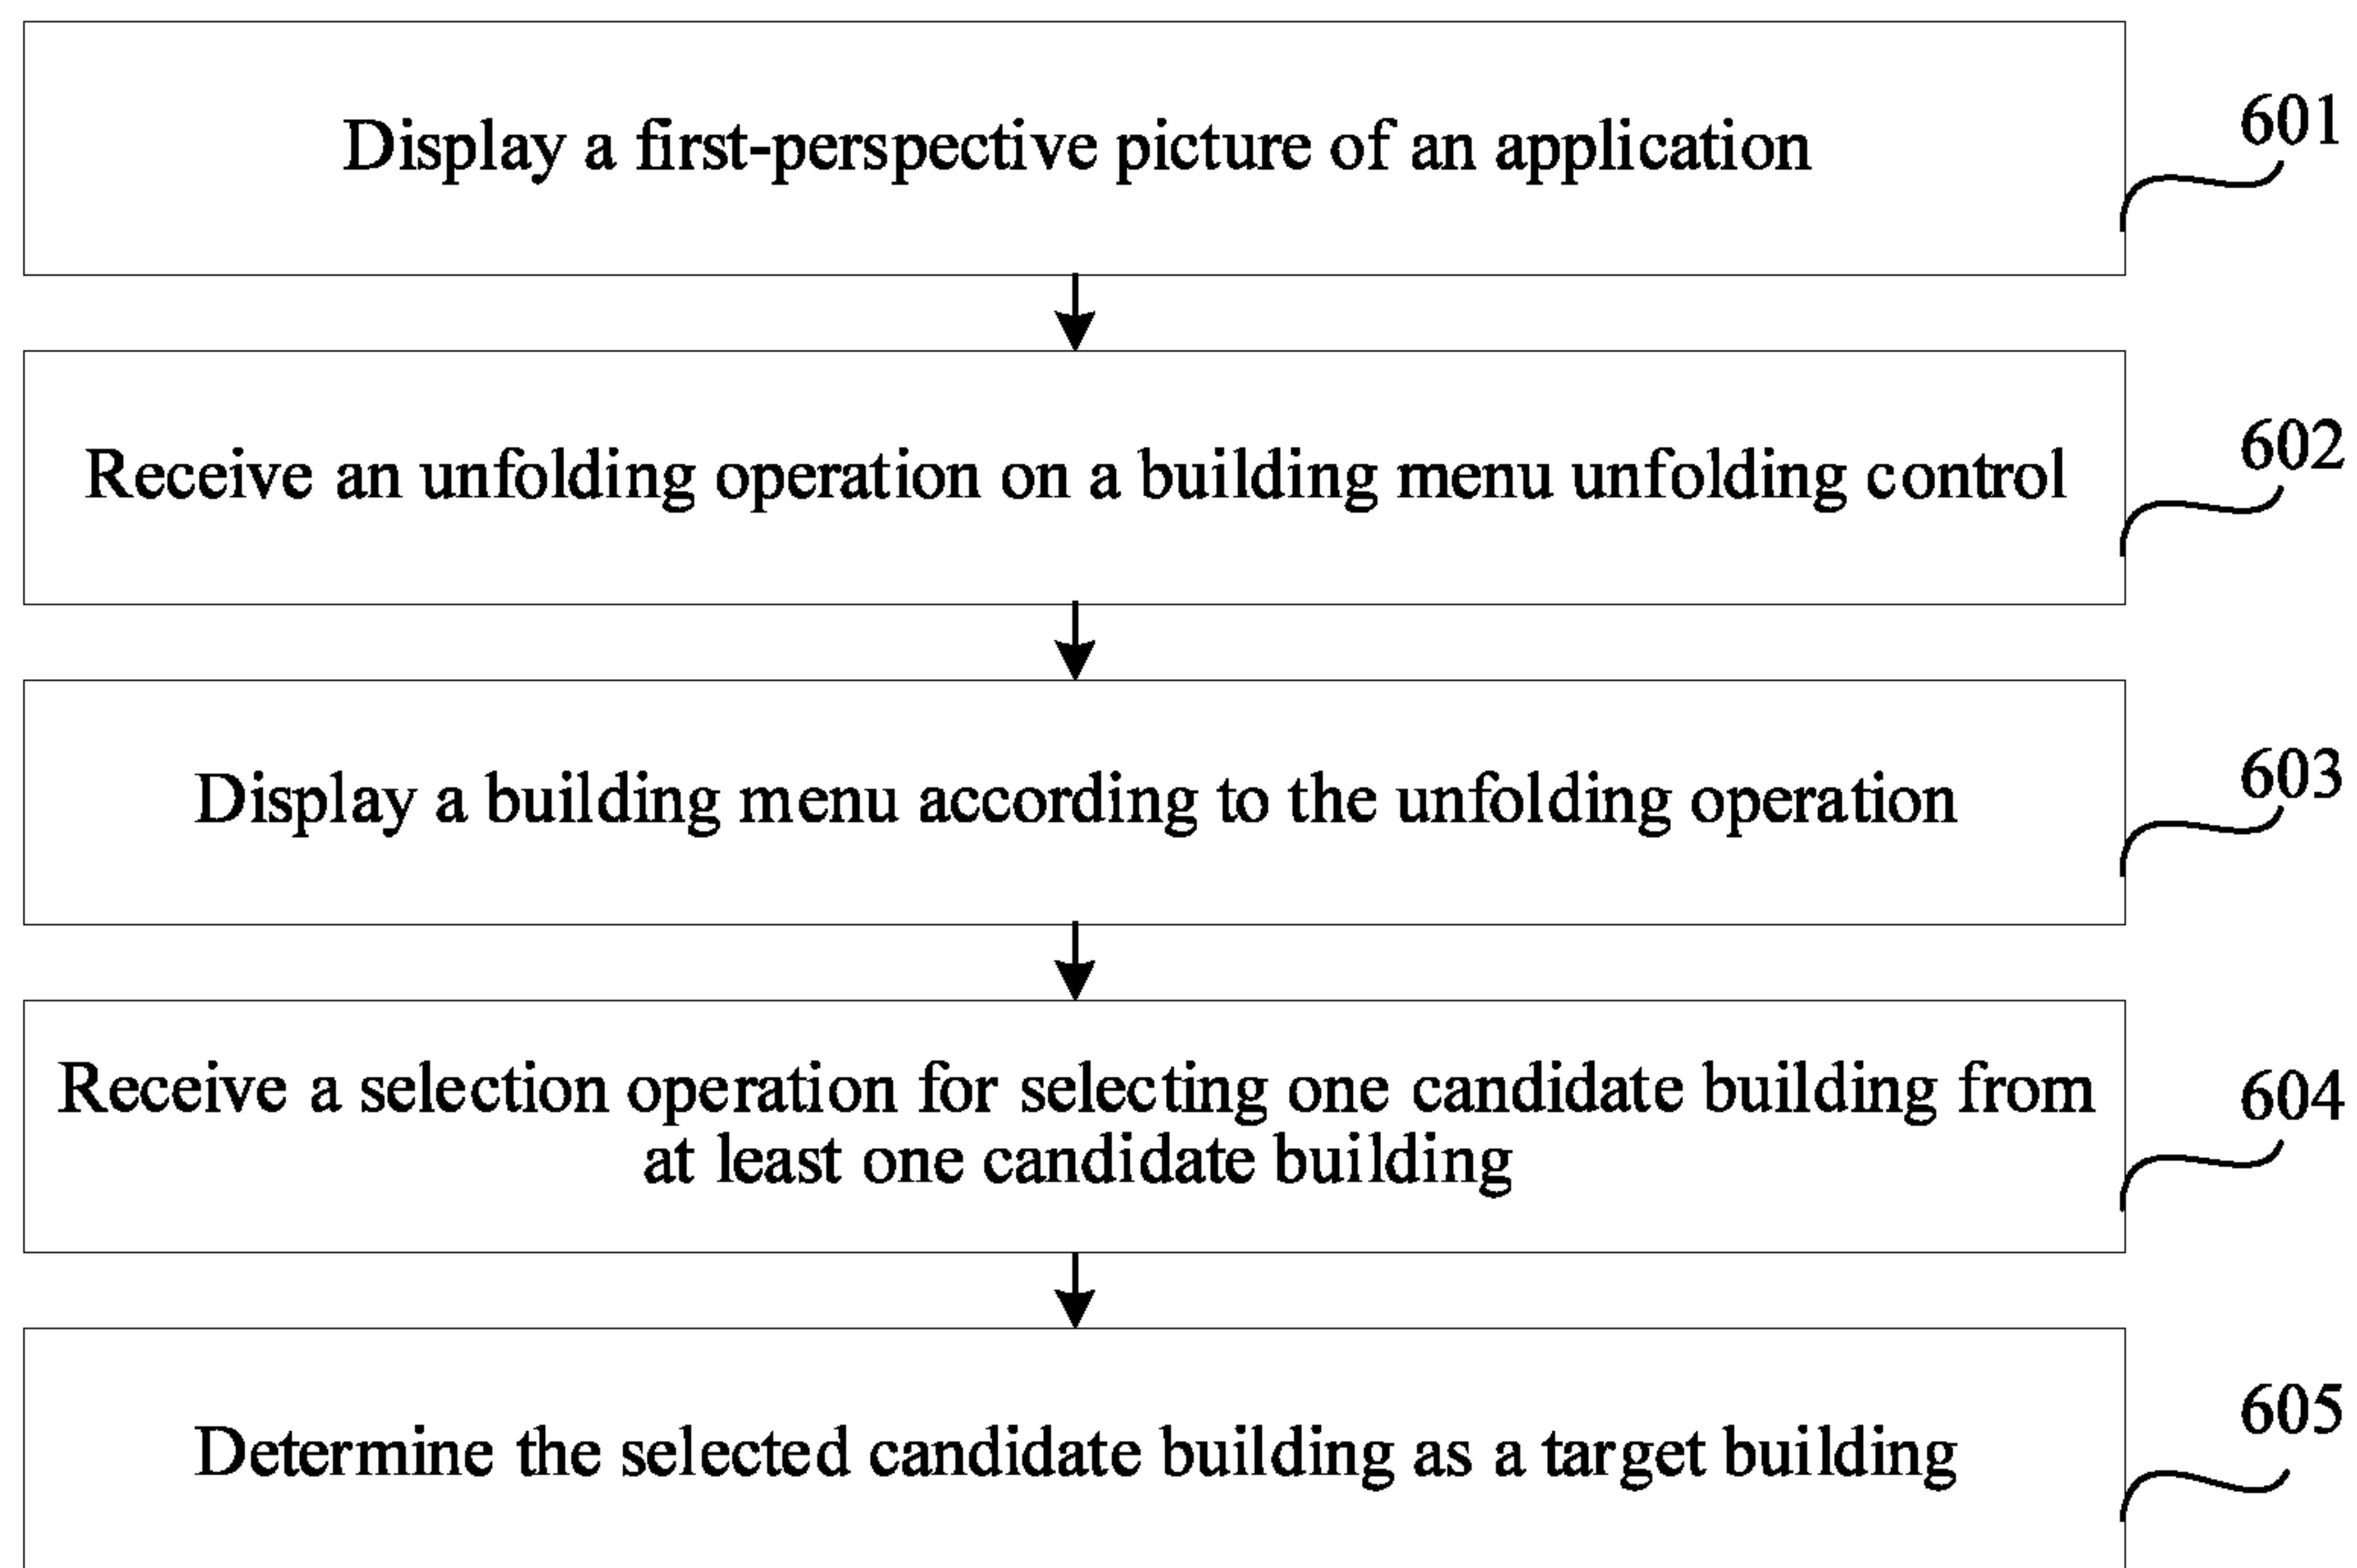 Display a first-perspective picture of an application
601
Receive an unfolding operation on a building menu unfolding control
602
Display a building menu according to the unfolding operation
603
Receive a selection operation for selecting one candidate building from
at least one candidate building
604
Determine the selected candidate building as a target building
605